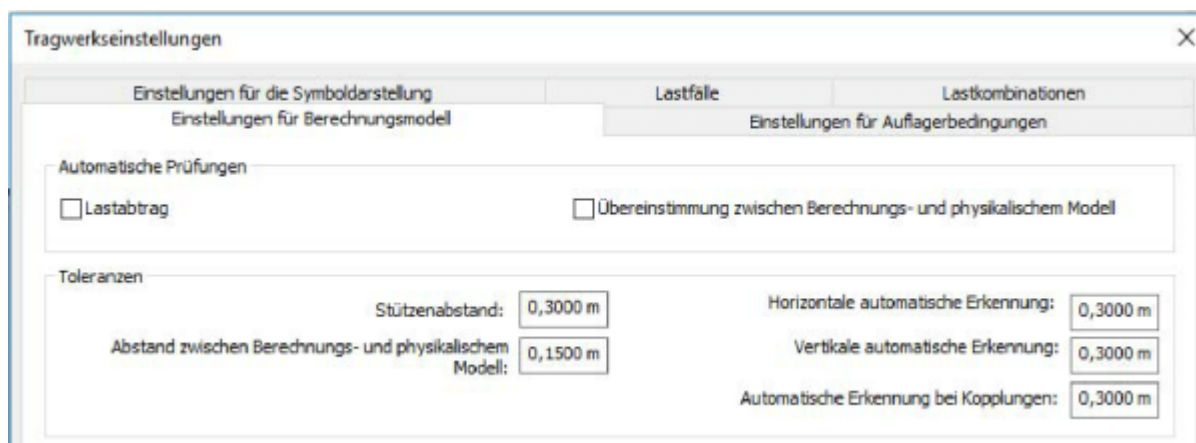 Tragwerkseinstellungen
Einstellungen für die Symboldarstellung
Lastfälle
Lastkombinationen
Einstellungen für Berechnungsmodell
Einstellungen für Auflagerbedingungen
Automatische Prüfungen
Lastabtrag
Übereinstimmung zwischen Berechnungs- und physikalischem Modell
Toleranzen
Stützenabstand: 0,3000 m
Abstand zwischen Berechnungs- und physikalischem
Modell: 0,1500 m
Horizontale automatische Erkennung: 0,3000 m
Vertikale automatische Erkennung: 0,3000 m
Automatische Erkennung bei Kopplungen: 0,3000 m